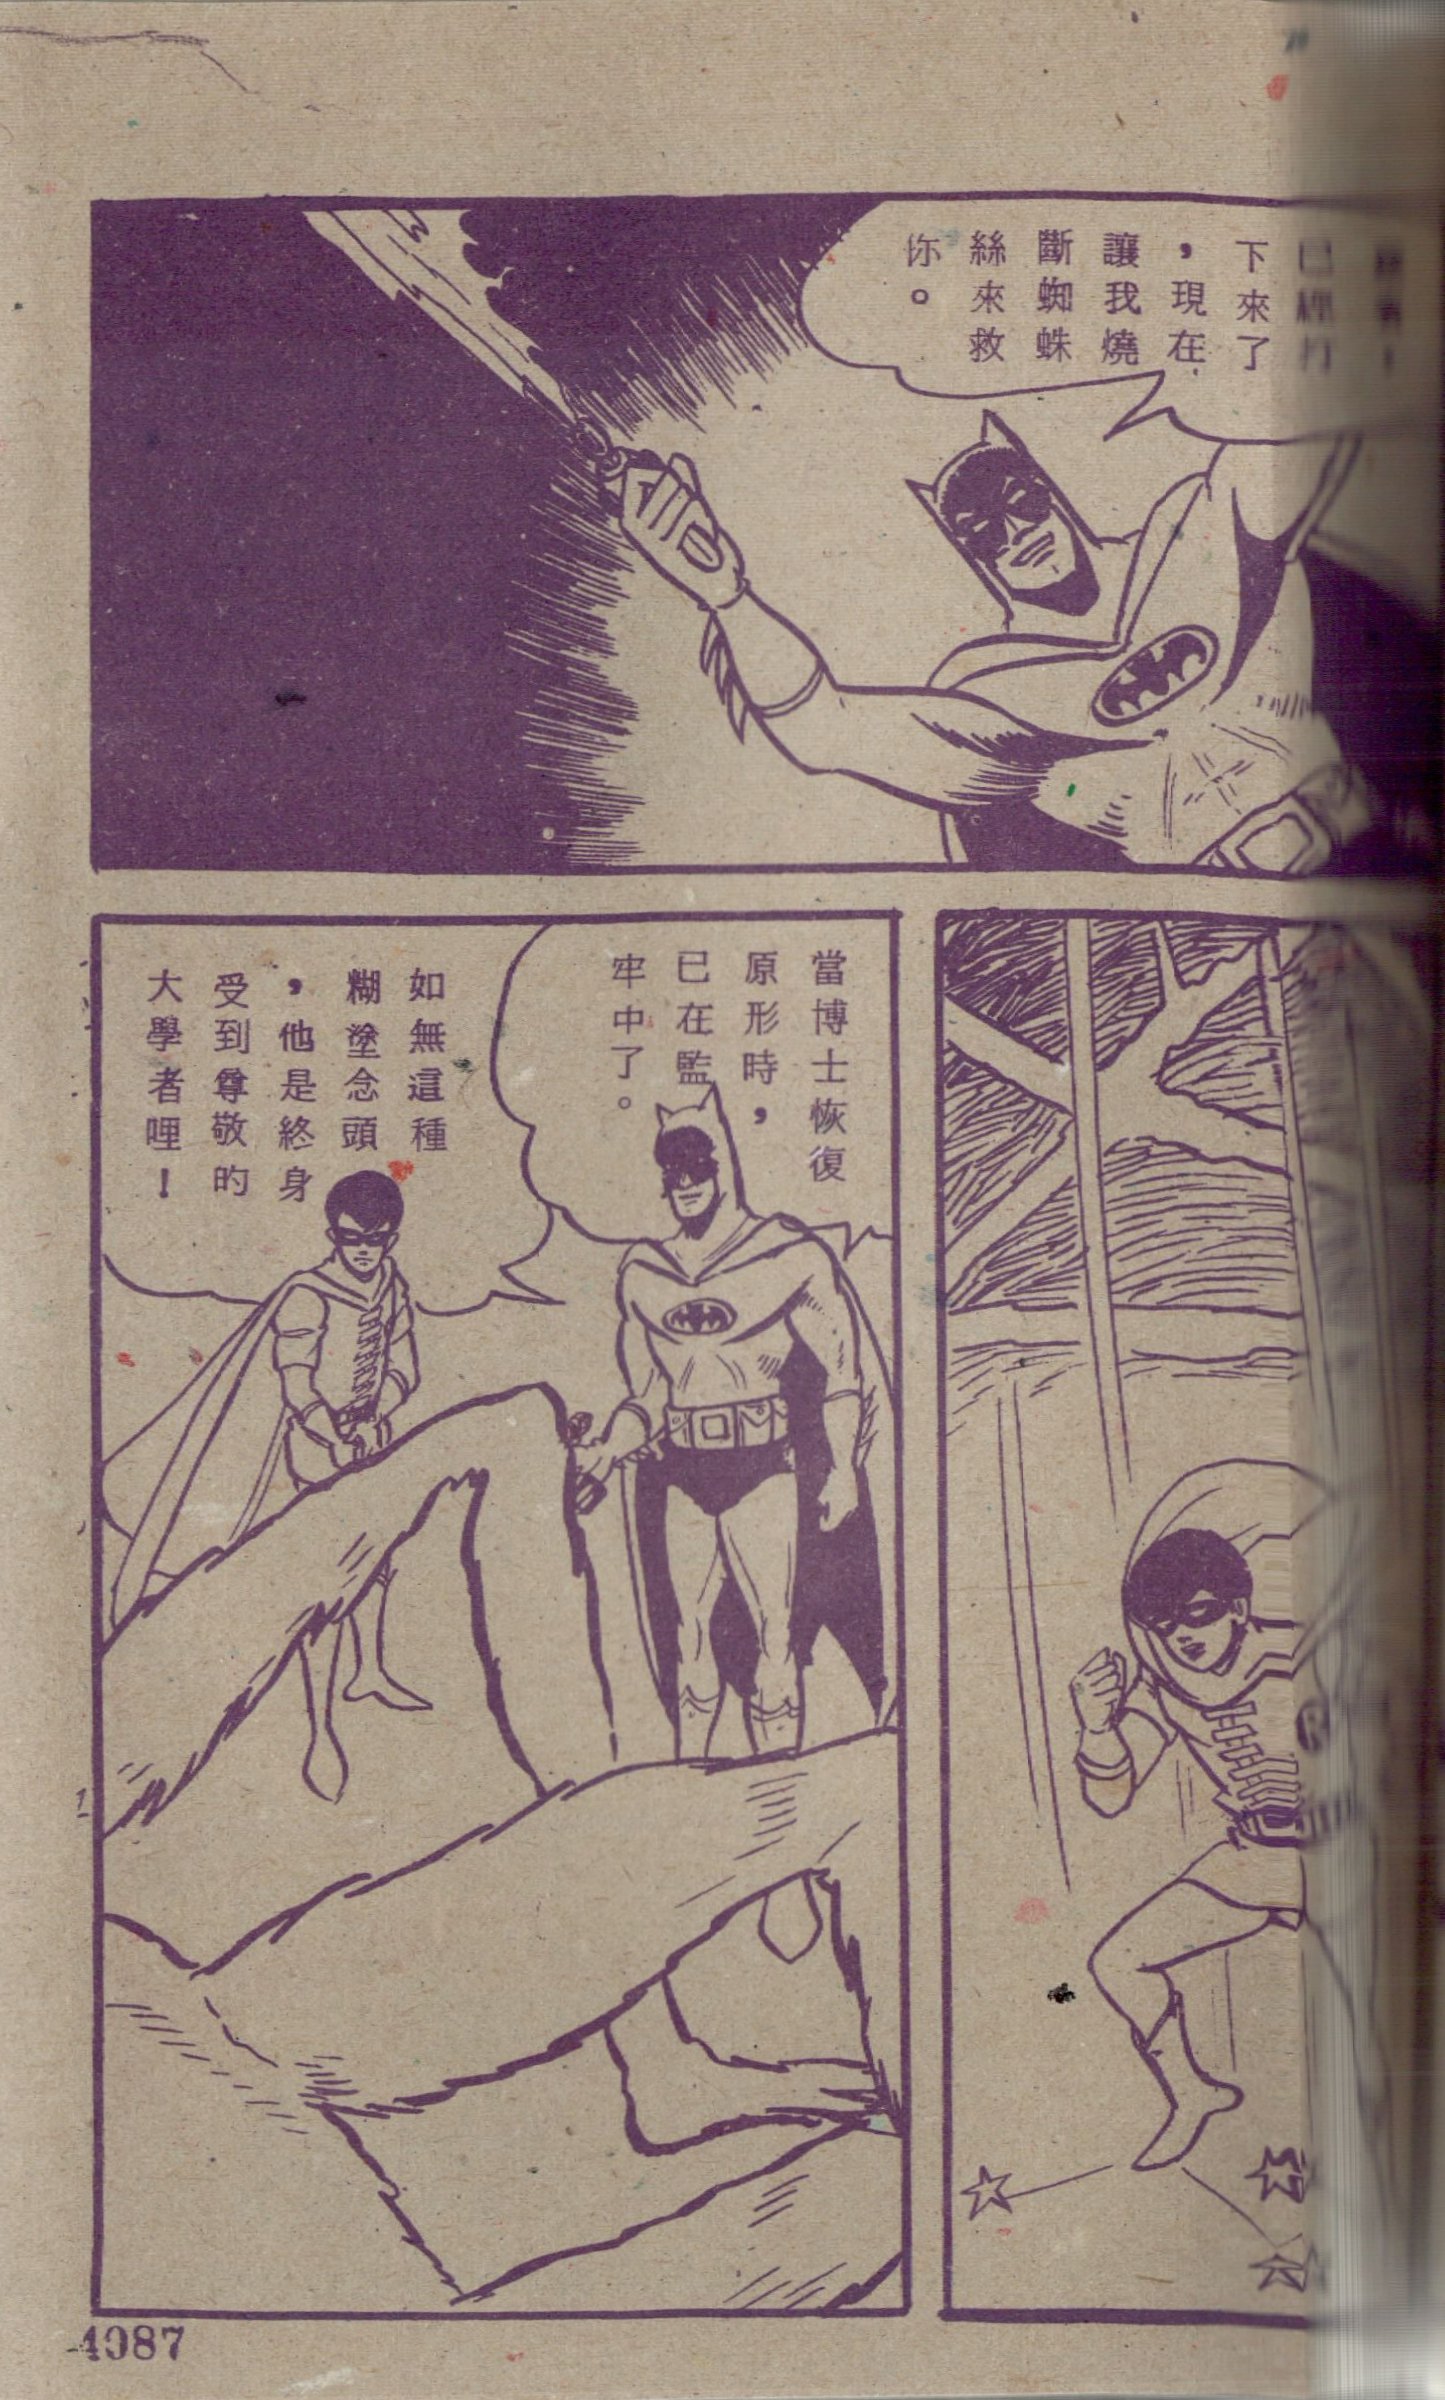 下來了
，現在
讓我燒
斷蜘蛛
絲來救
你。
當博士恢復
原形時，
已在監
牢中了。
如無這種
糊塗念頭
，他是終身
受到尊敬的
大學者哩！
4087